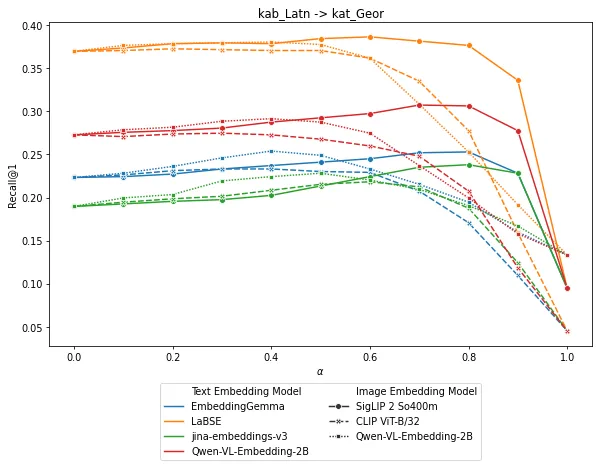 kab_Latn -> kat_Geor
Recall@1
0.40
0.35
0.30
0.25
0.20
0.15
0.10
0.05
0.0
0.2
0.4
0.6
0.8
1.0
α
Text Embedding Model
EmbeddingGemma
LaBSE
jina-embeddings-v3
Qwen-VL-Embedding-2B
Image Embedding Model
SigLIP 2 So400m
CLIP ViT-B/32
Qwen-VL-Embedding-2B